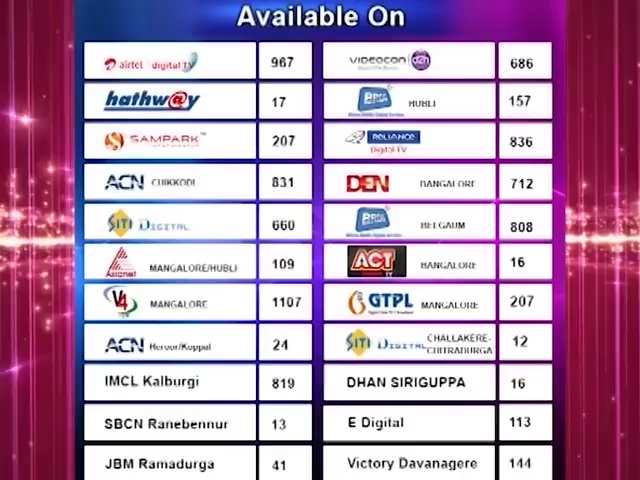 Available On
airtel digital TV 967
VIDEOCON d2h 686
hathw@y 17
HUBLI 157
SAMPARK 207
RELIANCE Digital TV 836
ACN CHIKKODI 831
DEN BANGALORE 712
SITI DIGITAL 660
BELGAUM 808
Asianet MANGALORE/HUBLI 109
ACT TV BANGALORE 16
V4 MANGALORE 1107
GTPL MANGALORE 207
ACN Heroor/Koppal 24
SITI DIGITAL CHALLAKERE-
CHITRADURGA 12
IMCL Kalburgi 819
DHAN SIRIGUPPA 16
SBCN Ranebennur 13
E Digital 113
JBM Ramadurga 41
Victory Davanagere 144